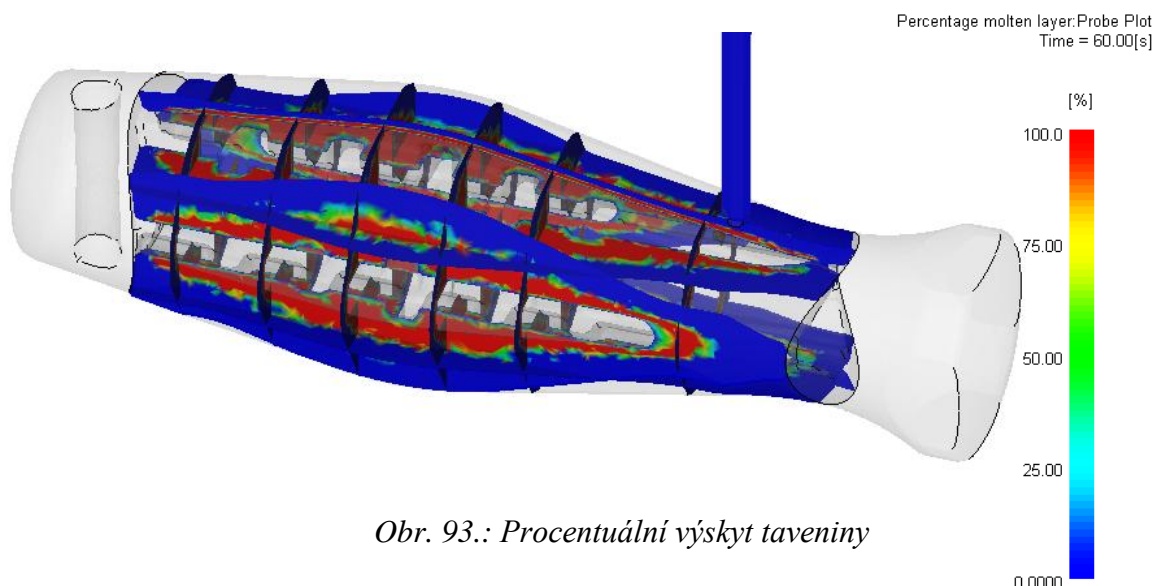 Percentage molten layer:Probe Plot
Time = 60.00[s]
[%]
100.0
75.00
50.00
25.00
0.0000
Obr. 93.: Procentuální výskyt taveniny